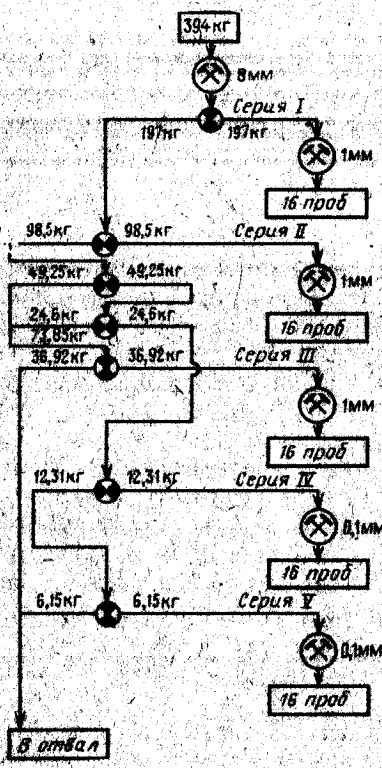 394 кг
8мм
Серия I
197кг 197кг
1мм
16 проб
98,5кг 98,5кг Серия II
49,25кг 49,25кг
1мм
24,6кг 24,6кг
16 проб
73,85кг
36,92кг 36,92кг Серия III
1мм
16 проб
12,31кг 12,31кг Серия IV
0,1мм
16 проб
6,15кг 6,15кг Серия V
0,1мм
16 проб
В отвал